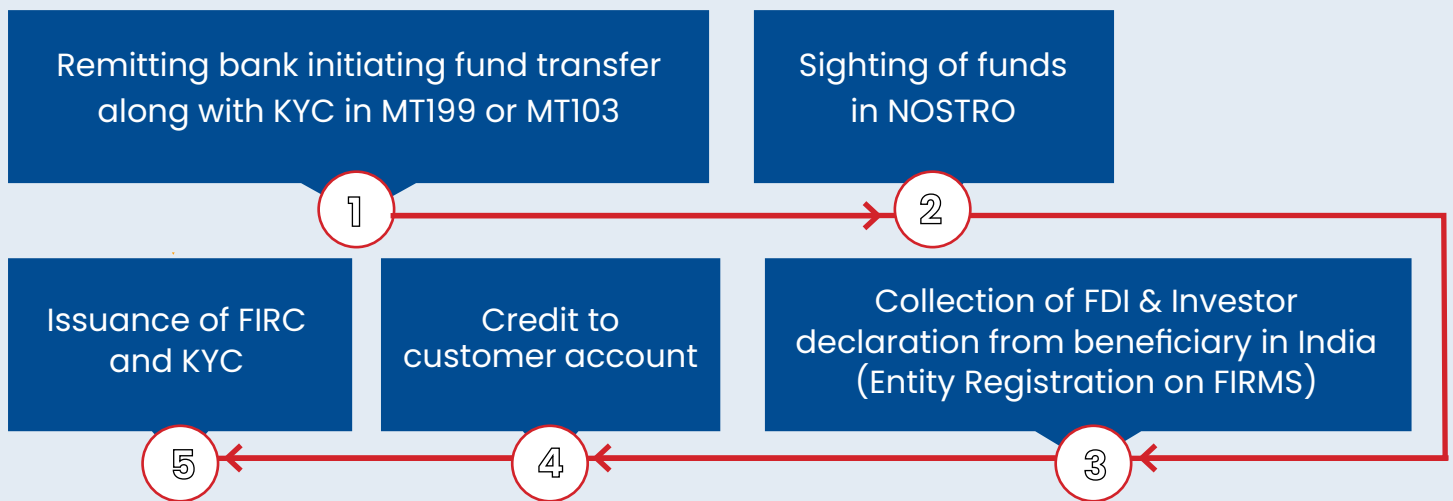 Remitting bank initiating fund transfer
along with KYC in MT199 or MT103
1
Sighting of funds
in NOSTRO
2
Collection of FDI & Investor
declaration from beneficiary in India
(Entity Registration on FIRMS)
3
Credit to
customer account
4
Issuance of FIRC
and KYC
5